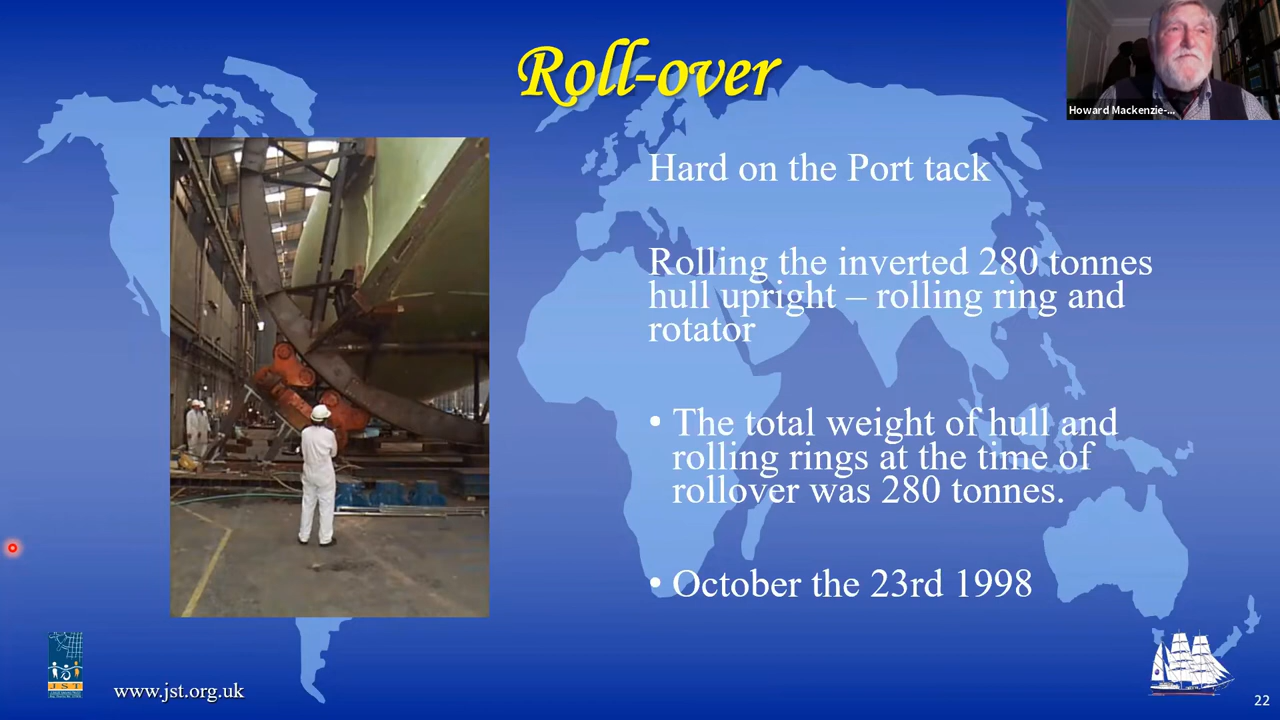 Roll-over
Howard Mackenzie-...
Hard on the Port tack
Rolling the inverted 280 tonnes
hull upright – rolling ring and
rotator
• The total weight of hull and
rolling rings at the time of
rollover was 280 tonnes.
• October the 23rd 1998
JST
www.jst.org.uk
22